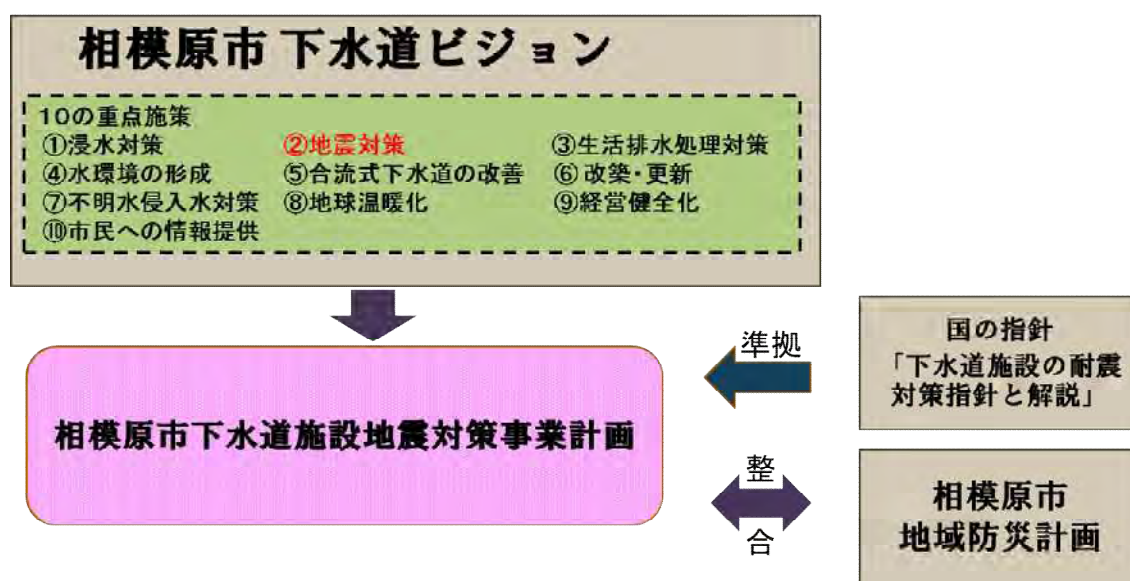 相模原市 下水道ビジョン
10の重点施策
①浸水対策 ②地震対策 ③生活排水処理対策
④水環境の形成 ⑤合流式下水道の改善 ⑥改築・更新
⑦不明水侵入水対策 ⑧地球温暖化 ⑨経営健全化
⑩市民への情報提供
準拠
国の指針
「下水道施設の耐震
対策指針と解説」
相模原市下水道施設地震対策事業計画
整
合
相模原市
地域防災計画